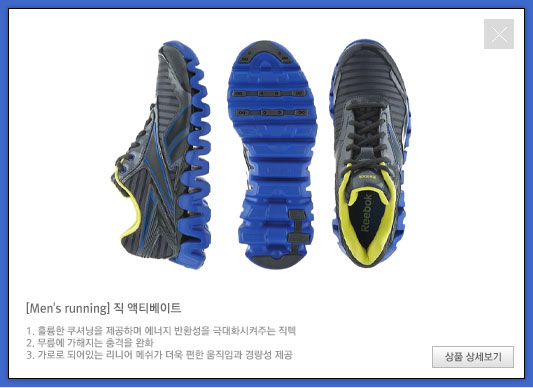 Reebok
[Men's running] 직 액티베이트
1. 훌륭한 쿠셔닝을 제공하며 에너지 반환성을 극대화시켜주는 직텍
2. 무릎에 가해지는 충격을 완화
3. 가로로 되어있는 리니어 메쉬가 더욱 편한 움직임과 경량성 제공
상품 상세보기